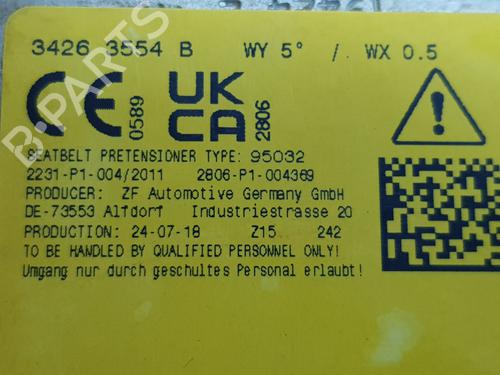 3426 3554 B WY 5° / WX 0.5
CE 0589 UK CA 2806
SEATBELT PRETENSIONER TYPE: 95032
2231-P1-004/2011 2806-P1-004369
PRODUCER: ZF Automotive Germany GmbH
DE-73553 Alfdorf Industriestrasse 20
PRODUCTION: 24-07-18 Z15 242
TO BE HANDLED BY QUALIFIED PERSONNEL ONLY!
Umgang nur durch geschultes Personal erlaubt!
B-PARTS